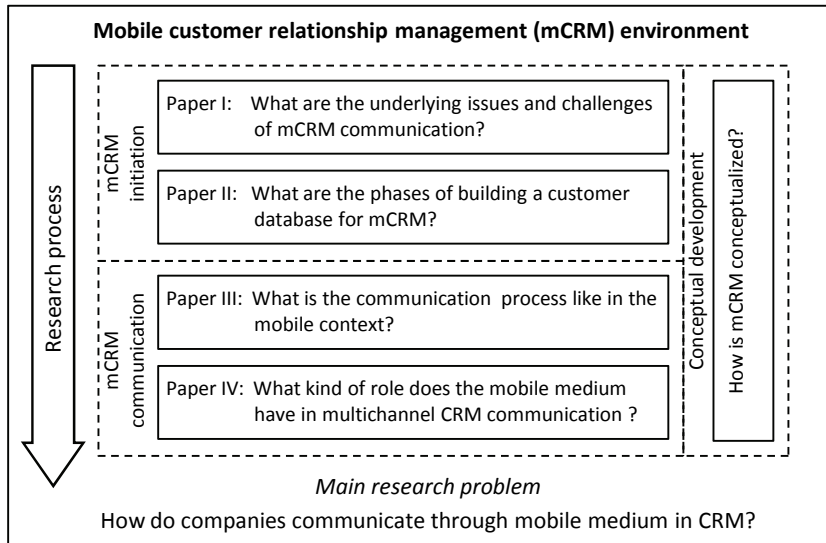 Mobile customer relationship management (mCRM) environment
Research process
mCRM
initiation
Paper I: What are the underlying issues and challenges
of mCRM communication?
Paper II: What are the phases of building a customer
database for mCRM?
mCRM
communication
Paper III: What is the communication process like in the
mobile context?
Paper IV: What kind of role does the mobile medium
have in multichannel CRM communication ?
Conceptual development
How is mCRM conceptualized?
Main research problem
How do companies communicate through mobile medium in CRM?